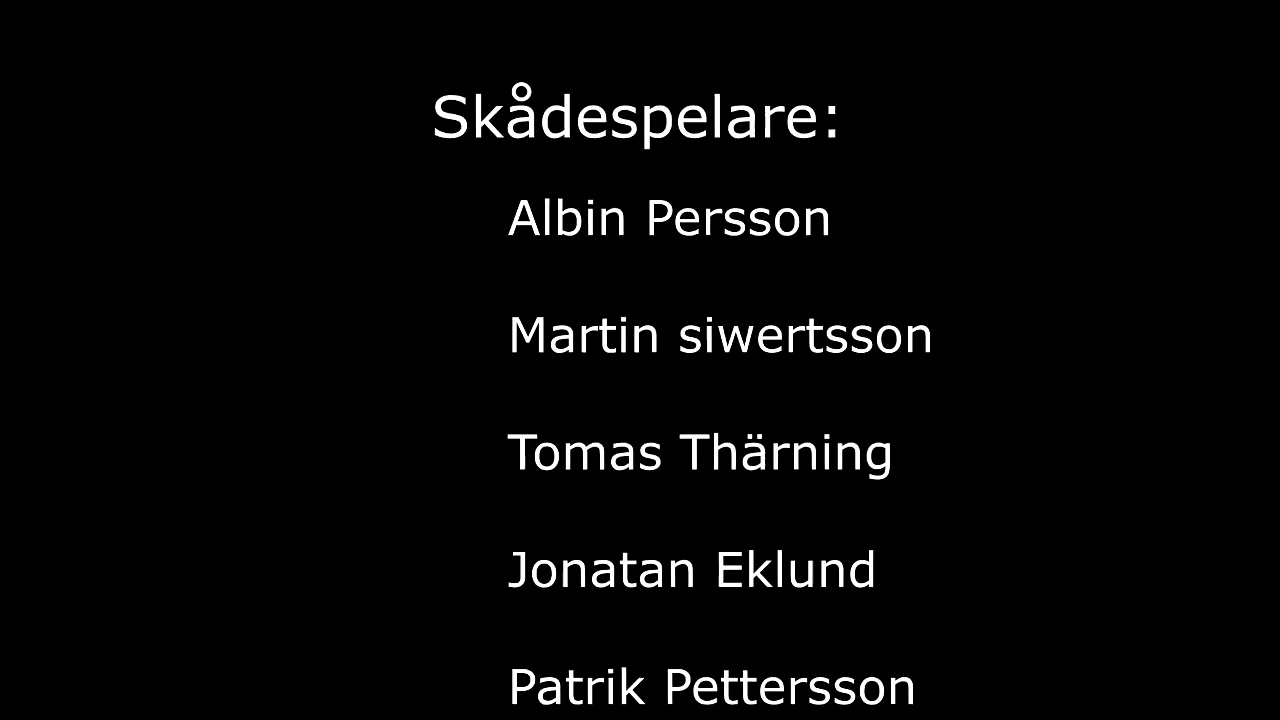 Skådespelare:
Albin Persson
Martin siwertsson
Tomas Thärning
Jonatan Eklund
Patrik Pettersson